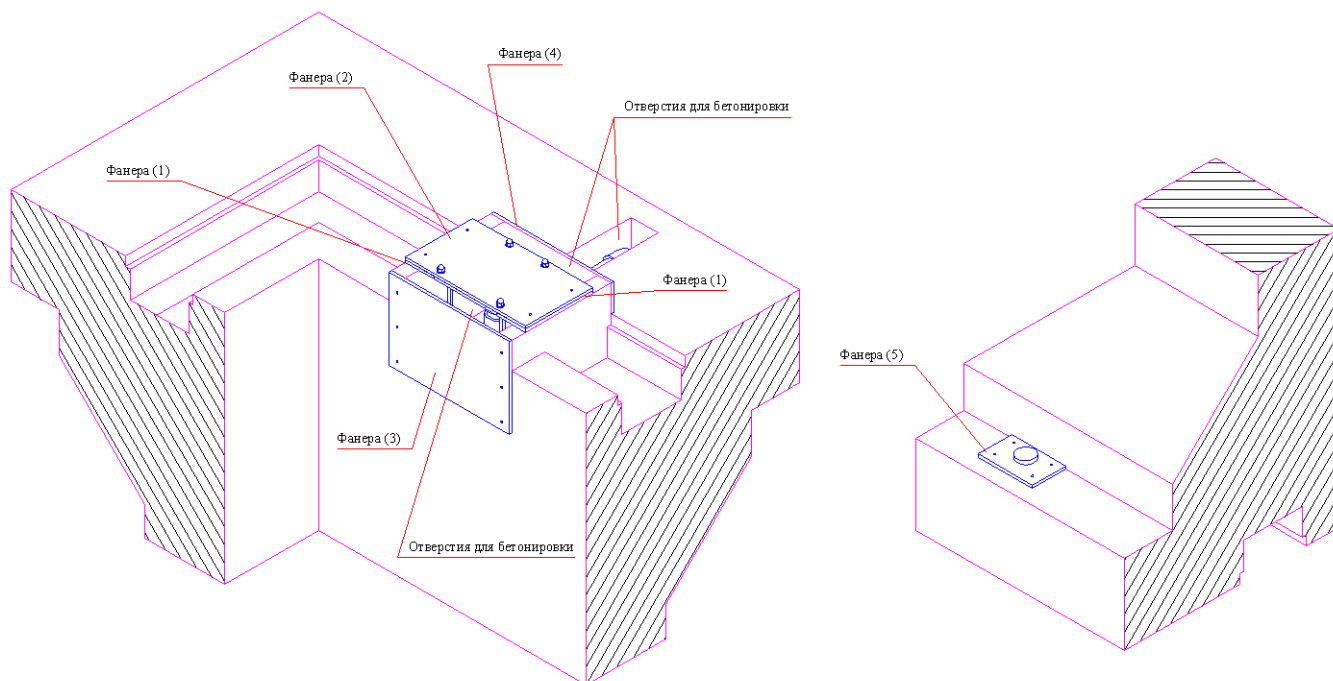 Фанера (4)
Фанера (2)
Отверстия для бетонировки
Фанера (1)
Фанера (1)
Фанера (5)
Фанера (3)
Отверстия для бетонировки